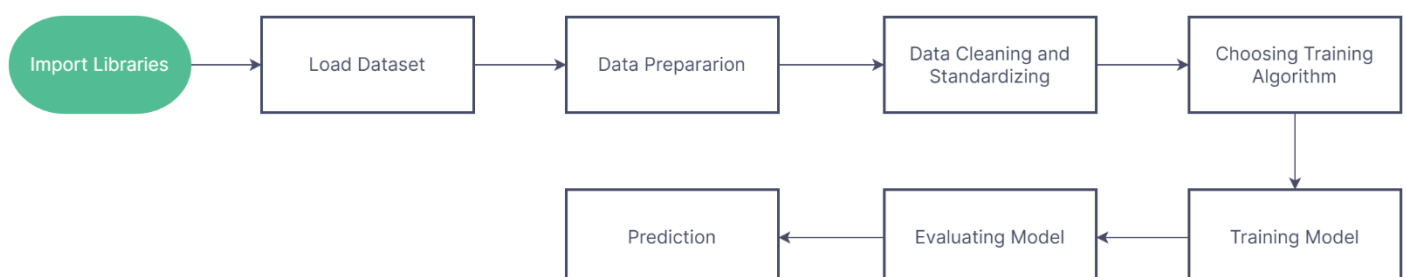 Import Libraries
Load Dataset
Data Prepararion
Data Cleaning and
Standardizing
Choosing Training
Algorithm
Training Model
Evaluating Model
Prediction